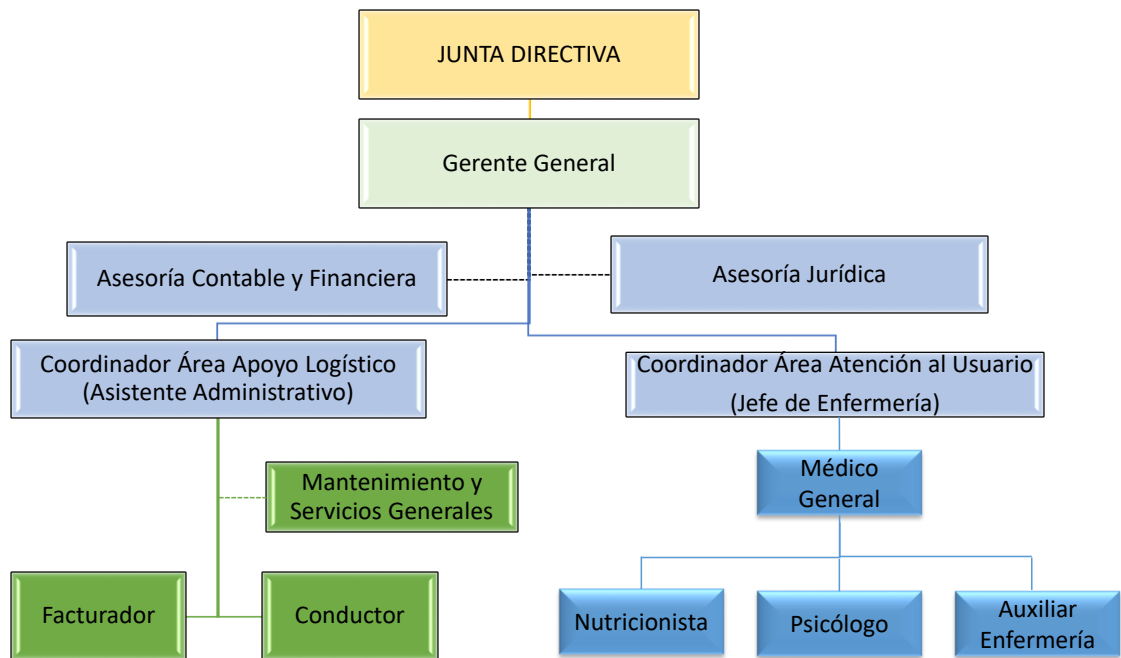 JUNTA DIRECTIVA
Gerente General
Asesoría Contable y Financiera
Asesoría Jurídica
Coordinador Área Apoyo Logístico
(Asistente Administrativo)
Coordinador Área Atención al Usuario
(Jefe de Enfermería)
Mantenimiento y
Servicios Generales
Médico
General
Facturador
Conductor
Nutricionista
Psicólogo
Auxiliar
Enfermería